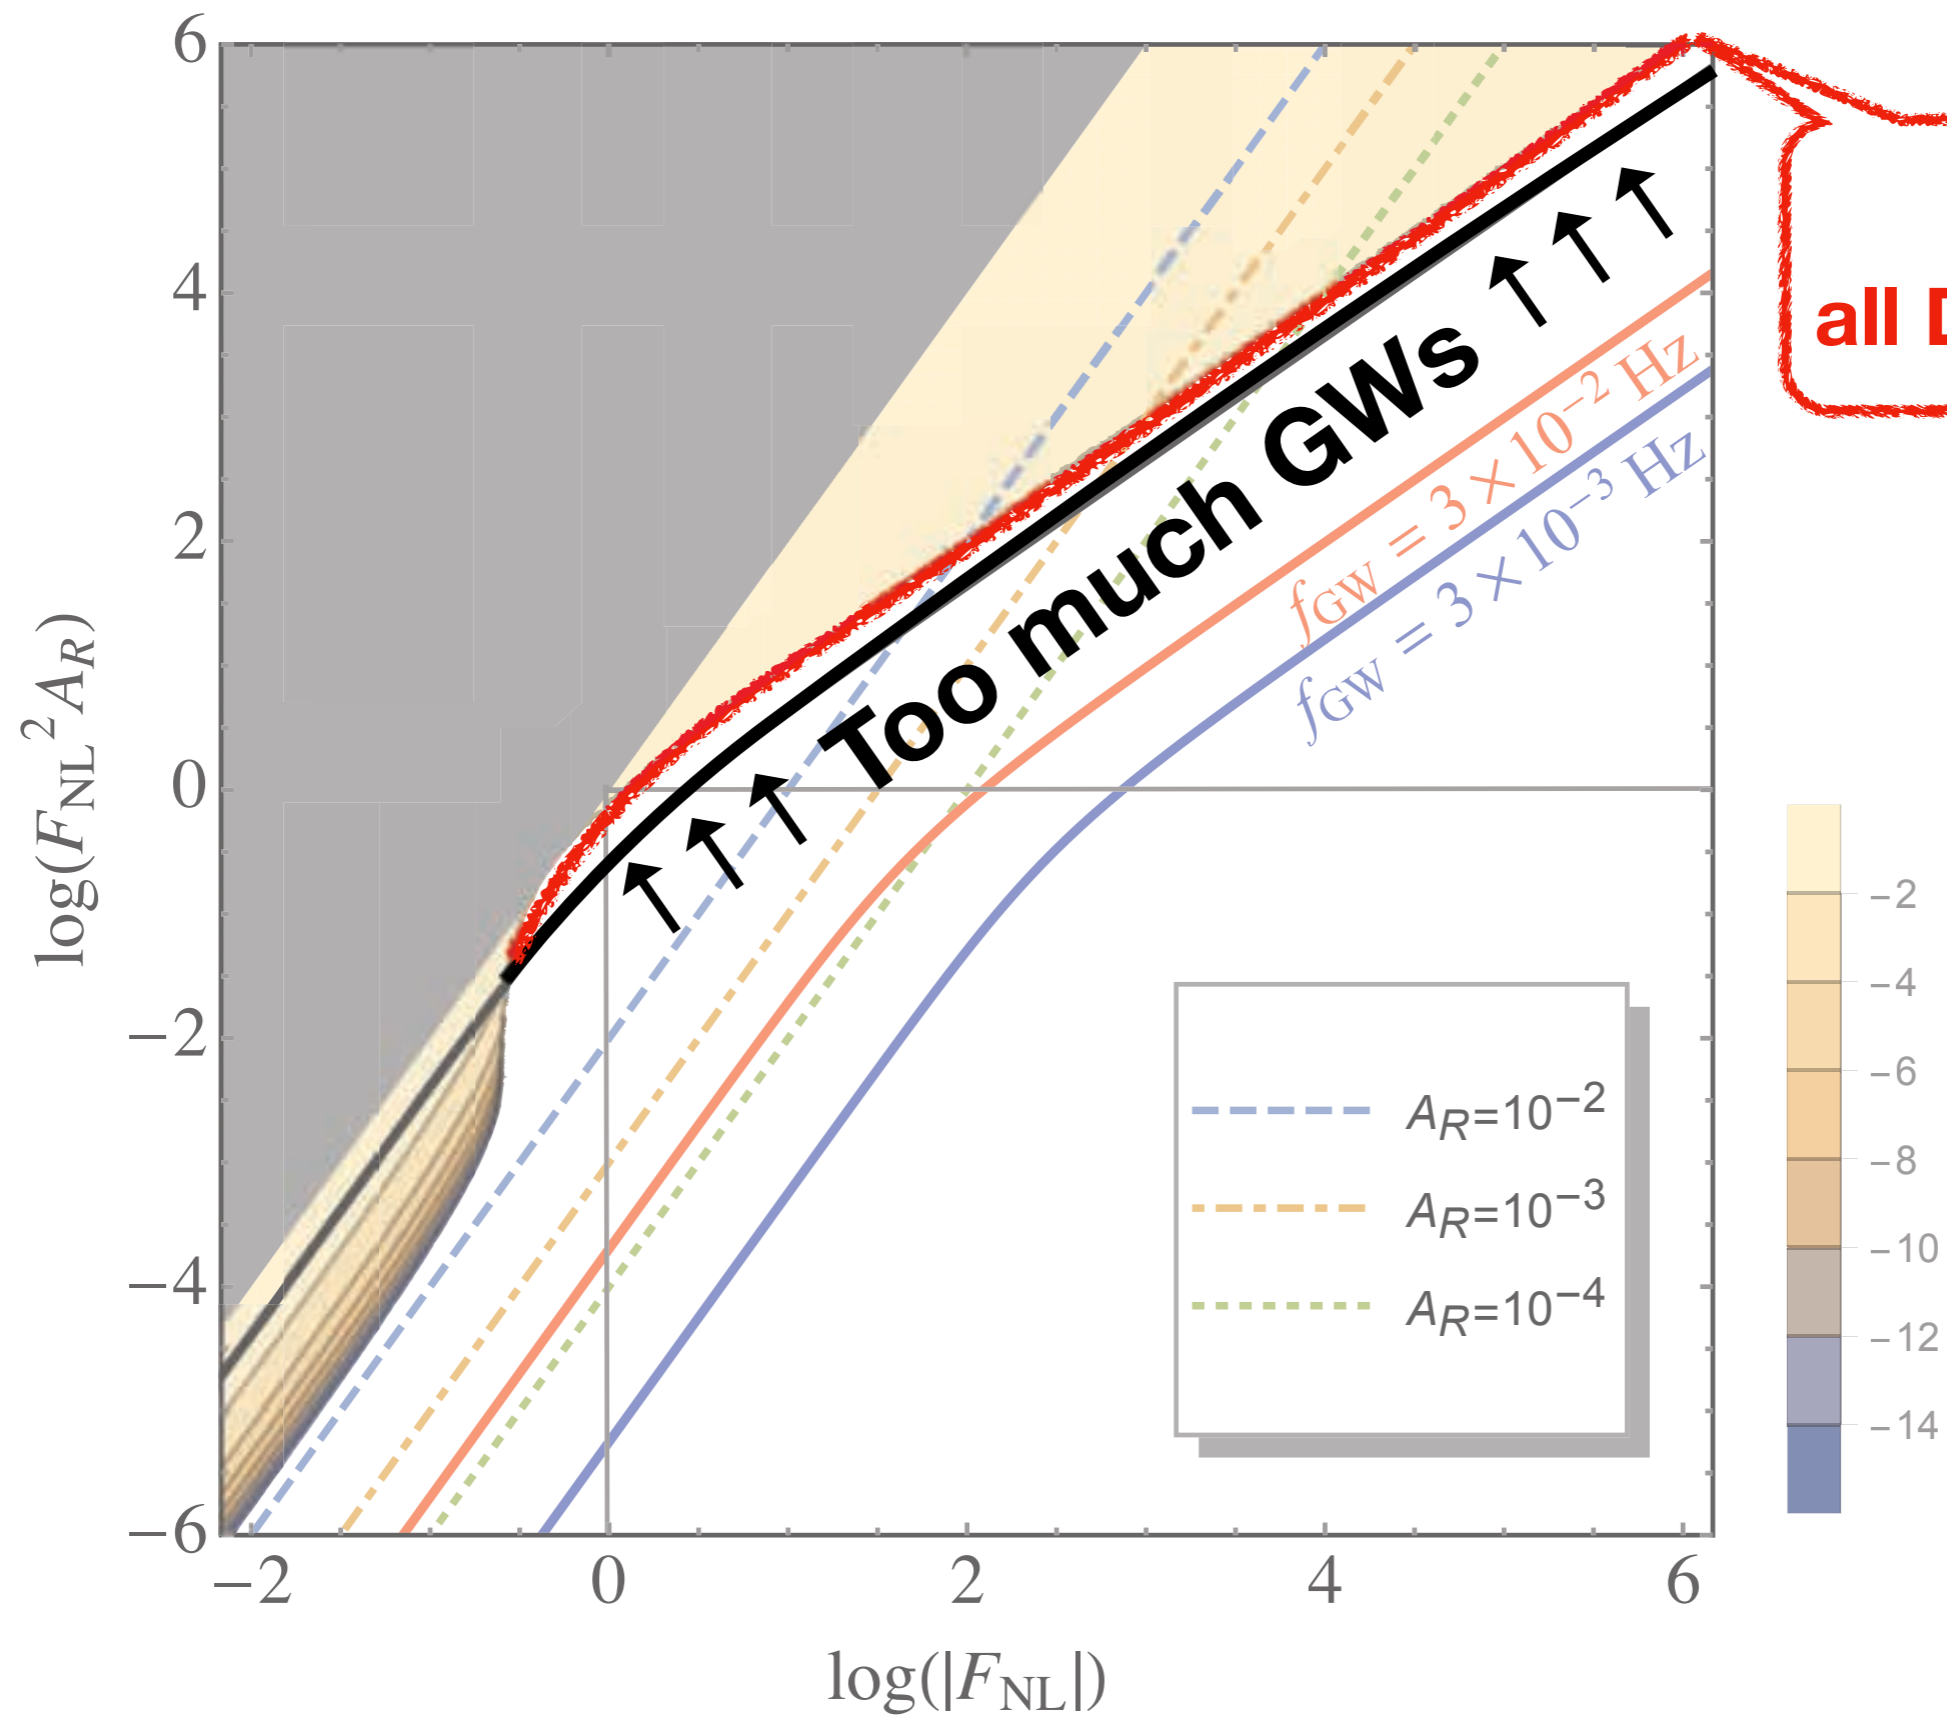 6
4
2
0
−2
−4
−6
log(F_NL² A_R)
−2 0 2 4 6
log(|F_NL|)
Too much GWs
f_GW = 3 × 10⁻² Hz
f_GW = 3 × 10⁻³ Hz
all
A_R=10⁻²
A_R=10⁻³
A_R=10⁻⁴
−2
−4
−6
−8
−10
−12
−14